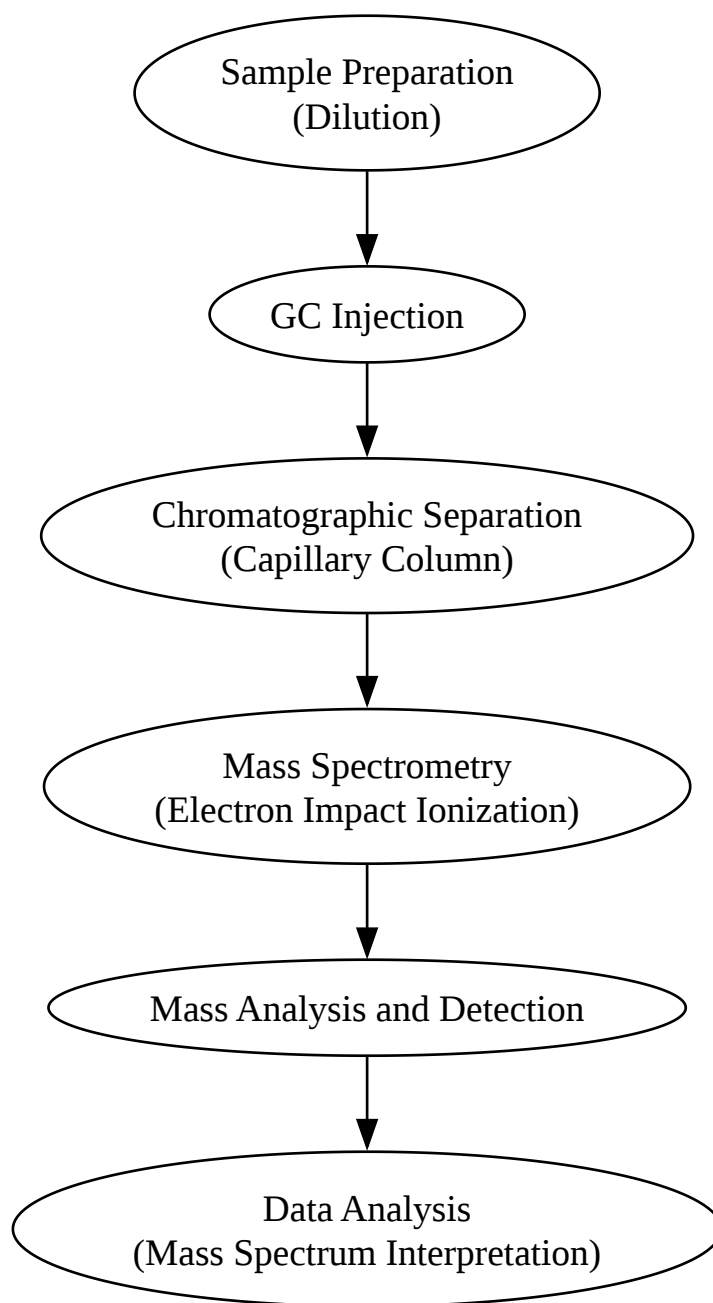 Sample Preparation
(Dilution)
GC Injection
Chromatographic Separation
(Capillary Column)
Mass Spectrometry
(Electron Impact Ionization)
Mass Analysis and Detection
Data Analysis
(Mass Spectrum Interpretation)